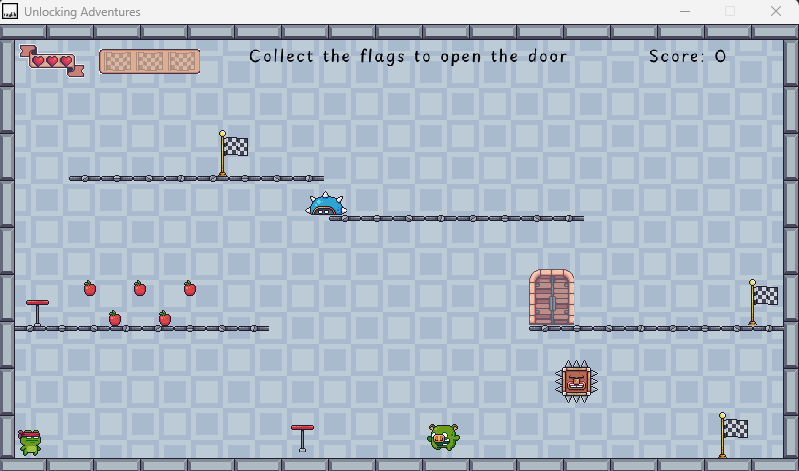 Unlocking Adventures
Collect the flags to open the door
Score: 0